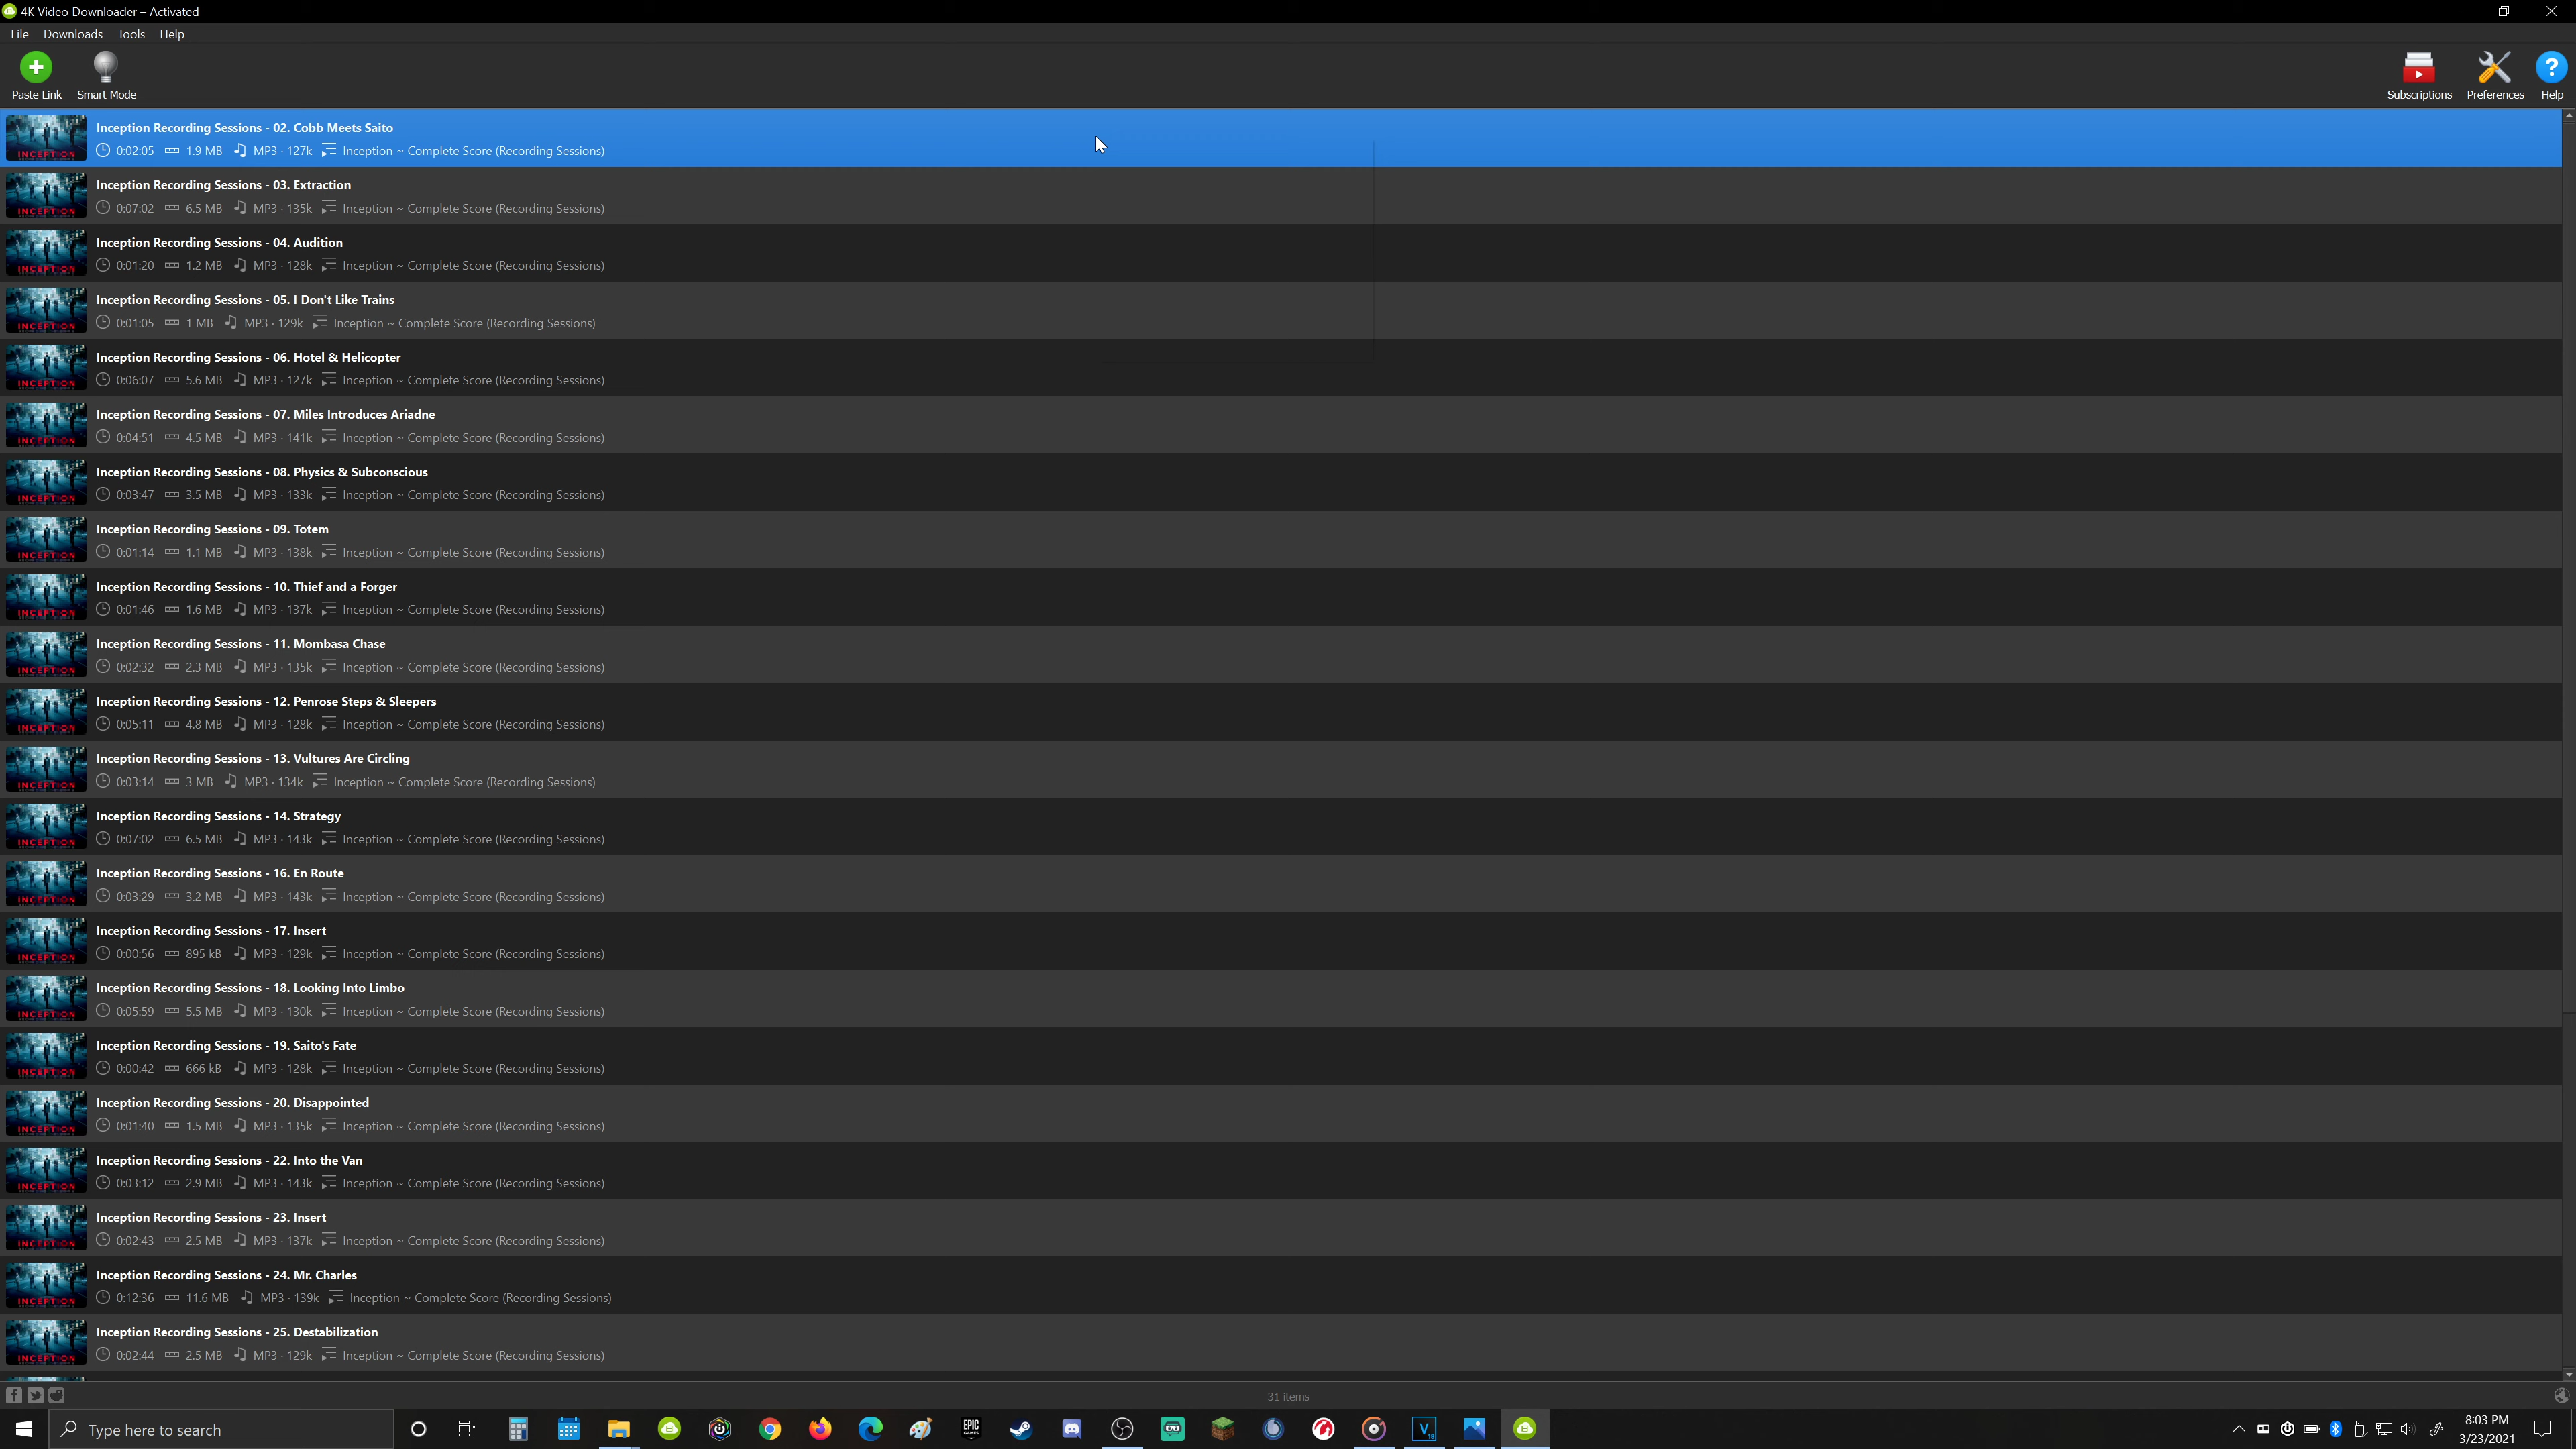 4K Video Downloader – Activated
File Downloads Tools Help
Paste Link Smart Mode Subscriptions Preferences Help
Inception Recording Sessions - 02. Cobb Meets Saito
0:02:05 1.9 MB MP3 · 127k Inception ~ Complete Score (Recording Sessions)
Inception Recording Sessions - 03. Extraction
0:07:02 6.5 MB MP3 · 135k Inception ~ Complete Score (Recording Sessions)
Inception Recording Sessions - 04. Audition
0:01:20 1.2 MB MP3 · 128k Inception ~ Complete Score (Recording Sessions)
Inception Recording Sessions - 05. I Don't Like Trains
0:01:05 1 MB MP3 · 129k Inception ~ Complete Score (Recording Sessions)
Inception Recording Sessions - 06. Hotel & Helicopter
0:06:07 5.6 MB MP3 · 127k Inception ~ Complete Score (Recording Sessions)
Inception Recording Sessions - 07. Miles Introduces Ariadne
0:04:51 4.5 MB MP3 · 141k Inception ~ Complete Score (Recording Sessions)
Inception Recording Sessions - 08. Physics & Subconscious
0:03:47 3.5 MB MP3 · 133k Inception ~ Complete Score (Recording Sessions)
Inception Recording Sessions - 09. Totem
0:01:14 1.1 MB MP3 · 138k Inception ~ Complete Score (Recording Sessions)
Inception Recording Sessions - 10. Thief and a Forger
0:01:46 1.6 MB MP3 · 137k Inception ~ Complete Score (Recording Sessions)
Inception Recording Sessions - 11. Mombasa Chase
0:02:32 2.3 MB MP3 · 135k Inception ~ Complete Score (Recording Sessions)
Inception Recording Sessions - 12. Penrose Steps & Sleepers
0:05:11 4.8 MB MP3 · 128k Inception ~ Complete Score (Recording Sessions)
Inception Recording Sessions - 13. Vultures Are Circling
0:03:14 3 MB MP3 · 134k Inception ~ Complete Score (Recording Sessions)
Inception Recording Sessions - 14. Strategy
0:07:02 6.5 MB MP3 · 143k Inception ~ Complete Score (Recording Sessions)
Inception Recording Sessions - 16. En Route
0:03:29 3.2 MB MP3 · 143k Inception ~ Complete Score (Recording Sessions)
Inception Recording Sessions - 17. Insert
0:00:56 895 kB MP3 · 129k Inception ~ Complete Score (Recording Sessions)
Inception Recording Sessions - 18. Looking Into Limbo
0:05:59 5.5 MB MP3 · 130k Inception ~ Complete Score (Recording Sessions)
Inception Recording Sessions - 19. Saito's Fate
0:00:42 666 kB MP3 · 128k Inception ~ Complete Score (Recording Sessions)
Inception Recording Sessions - 20. Disappointed
0:01:40 1.5 MB MP3 · 135k Inception ~ Complete Score (Recording Sessions)
Inception Recording Sessions - 22. Into the Van
0:03:12 2.9 MB MP3 · 143k Inception ~ Complete Score (Recording Sessions)
Inception Recording Sessions - 23. Insert
0:02:43 2.5 MB MP3 · 137k Inception ~ Complete Score (Recording Sessions)
Inception Recording Sessions - 24. Mr. Charles
0:12:36 11.6 MB MP3 · 139k Inception ~ Complete Score (Recording Sessions)
Inception Recording Sessions - 25. Destabilization
0:02:44 2.5 MB MP3 · 129k Inception ~ Complete Score (Recording Sessions)
31 items
Type here to search
8:03 PM
3/23/2021